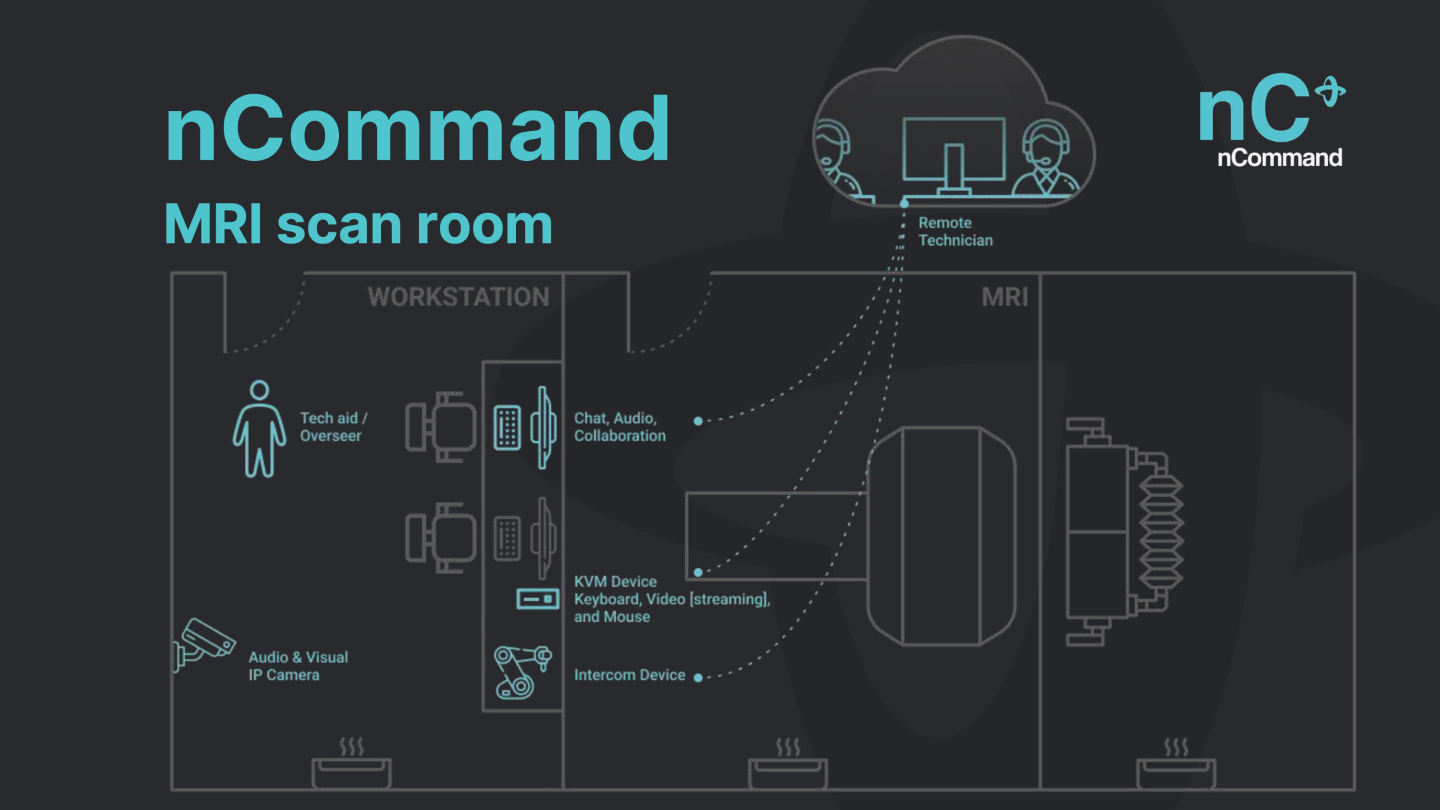 nCommand
MRI scan room
nC
nCommand
Remote
Technician
WORKSTATION
MRI
Tech aid /
Overseer
Chat, Audio,
Collaboration
KVM Device
Keyboard, Video [streaming],
and Mouse
Audio & Visual
IP Camera
Intercom Device